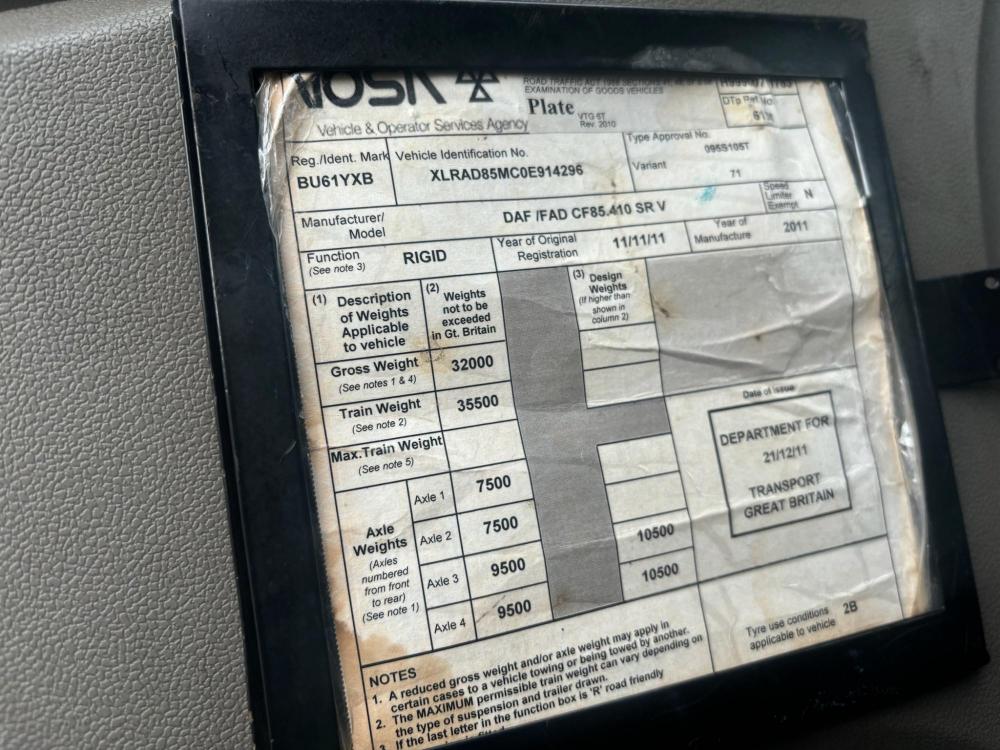 VOSA
ROAD TRAFFIC ACT 1988 SECTIONS
EXAMINATION OF GOODS VEHICLES
Plate
VTG 6T
Rev. 2010
DTp Ref No.
Vehicle & Operator Services Agency
Reg./Ident. Mark
BU61YXB
Vehicle Identification No.
XLRAD85MC0E914296
Type Approval No.
095S105T
Variant
71
Manufacturer/
Model
DAF /FAD CF85.410 SR V
Speed
Limiter
Exempt
N
Function
(See note 3)
RIGID
Year of Original
Registration
11/11/11
Year of
Manufacture
2011
(1) Description
of Weights
Applicable
to vehicle
(2) Weights
not to be
exceeded
in Gt. Britain
(3) Design
Weights
(If higher than
shown in
column 2)
Gross Weight
(See notes 1 & 4)
32000
Train Weight
(See note 2)
35500
Max.Train Weight
(See note 5)
Axle
Weights
(Axles
numbered
from front
to rear)
(See note 1)
Axle 1
7500
Axle 2
7500
10500
Axle 3
9500
10500
Axle 4
9500
Date of Issue
DEPARTMENT FOR
21/12/11
TRANSPORT
GREAT BRITAIN
Tyre use conditions
applicable to vehicle
2B
NOTES
1. A reduced gross weight and/or axle weight may apply in
certain cases to a vehicle towing or being towed by another.
2. The MAXIMUM permissible train weight can vary depending on
the type of suspension and trailer drawn.
3. If the last letter in the function box is 'R' road friendly